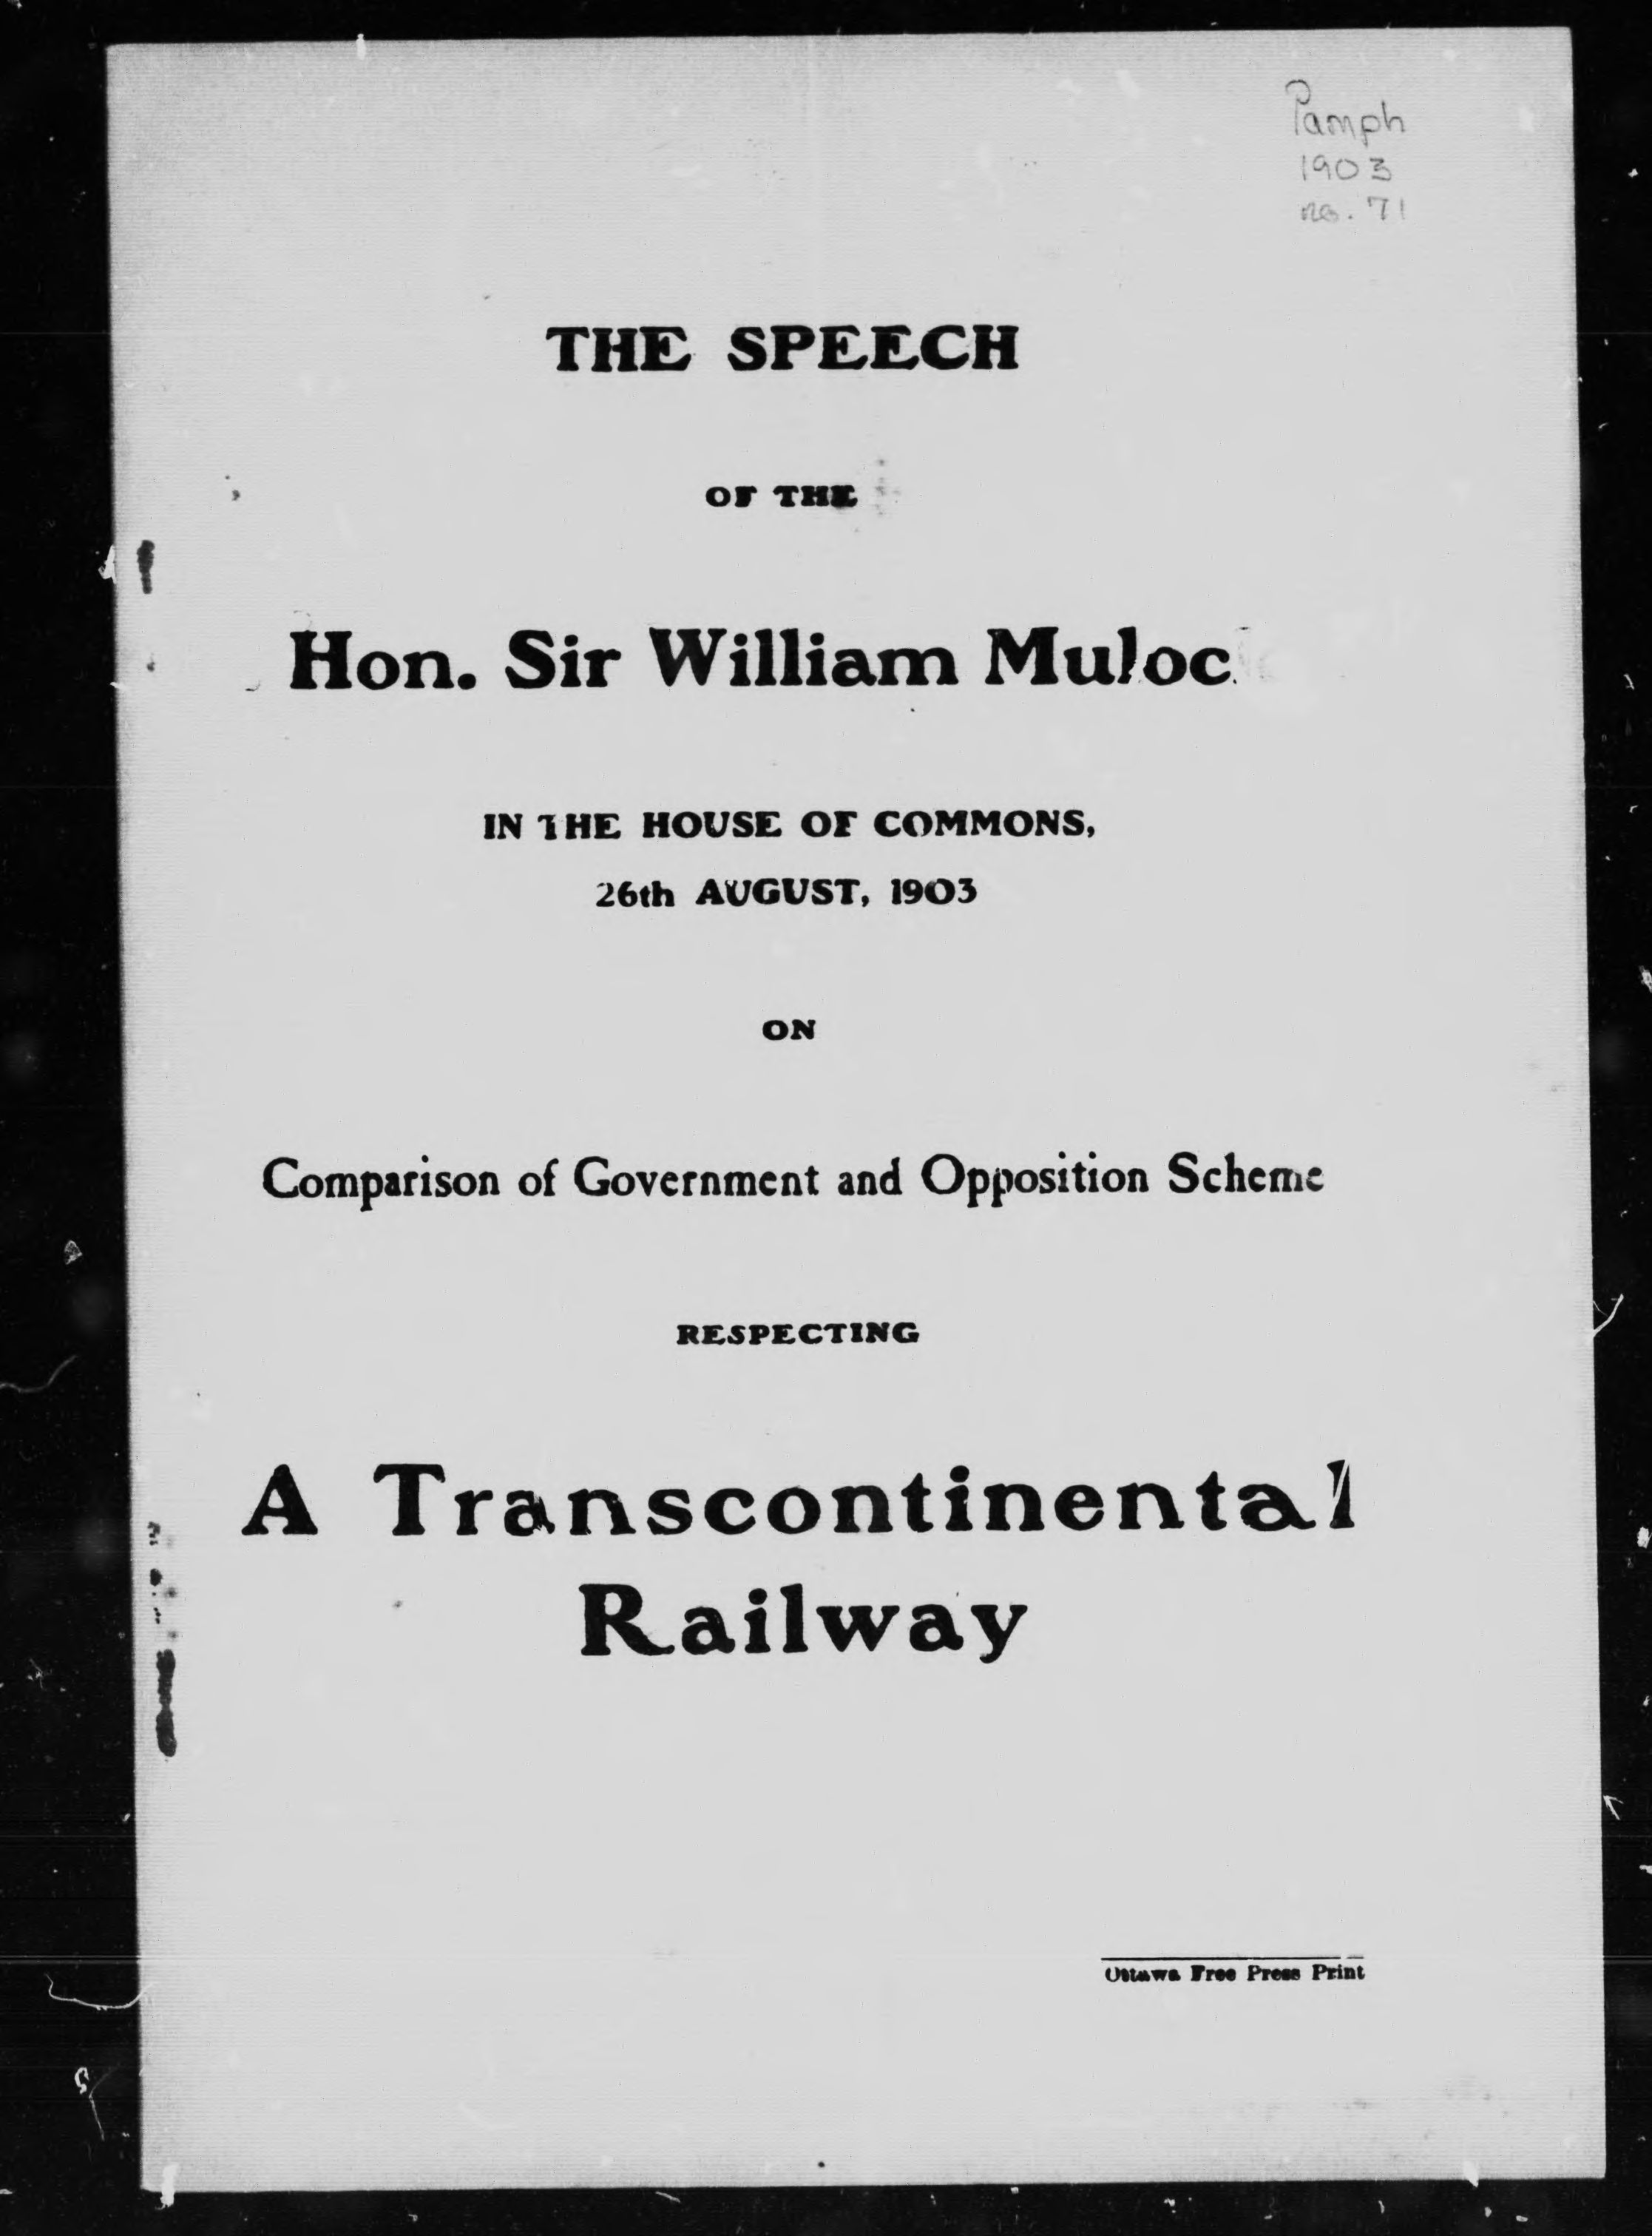 Pamph
1903
no. 71
THE SPEECH
OF THE
Hon. Sir William Muloc
IN THE HOUSE OF COMMONS,
26th AUGUST, 1903
ON
Comparison of Government and Opposition Scheme
RESPECTING
A Transcontinental
Railway
Ottawa Free Press Print